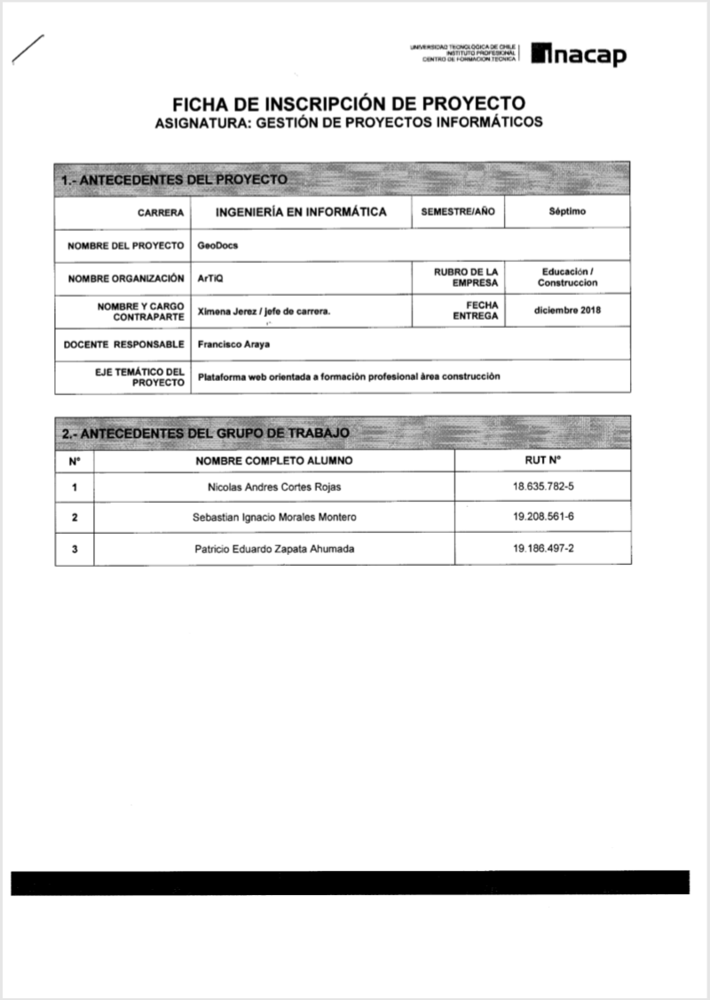 UNIVERSIDAD TECNOLÓGICA DE CHILE
INSTITUTO PROFESIONAL
CENTRO DE FORMACIÓN TÉCNICA
Inacap
FICHA DE INSCRIPCIÓN DE PROYECTO
ASIGNATURA: GESTIÓN DE PROYECTOS INFORMÁTICOS
1.- ANTECEDENTES DEL PROYECTO
CARRERA INGENIERÍA EN INFORMÁTICA SEMESTRE/AÑO Séptimo
NOMBRE DEL PROYECTO GeoDocs
NOMBRE ORGANIZACIÓN ArTiQ RUBRO DE LA EMPRESA Educación / Construccion
NOMBRE Y CARGO CONTRAPARTE Ximena Jerez / jefe de carrera. FECHA ENTREGA diciembre 2018
DOCENTE RESPONSABLE Francisco Araya
EJE TEMÁTICO DEL PROYECTO Plataforma web orientada a formación profesional área construcción
2.- ANTECEDENTES DEL GRUPO DE TRABAJO
Nº NOMBRE COMPLETO ALUMNO RUT Nº
1 Nicolas Andres Cortes Rojas 18.635.782-5
2 Sebastian Ignacio Morales Montero 19.208.561-6
3 Patricio Eduardo Zapata Ahumada 19.186.497-2